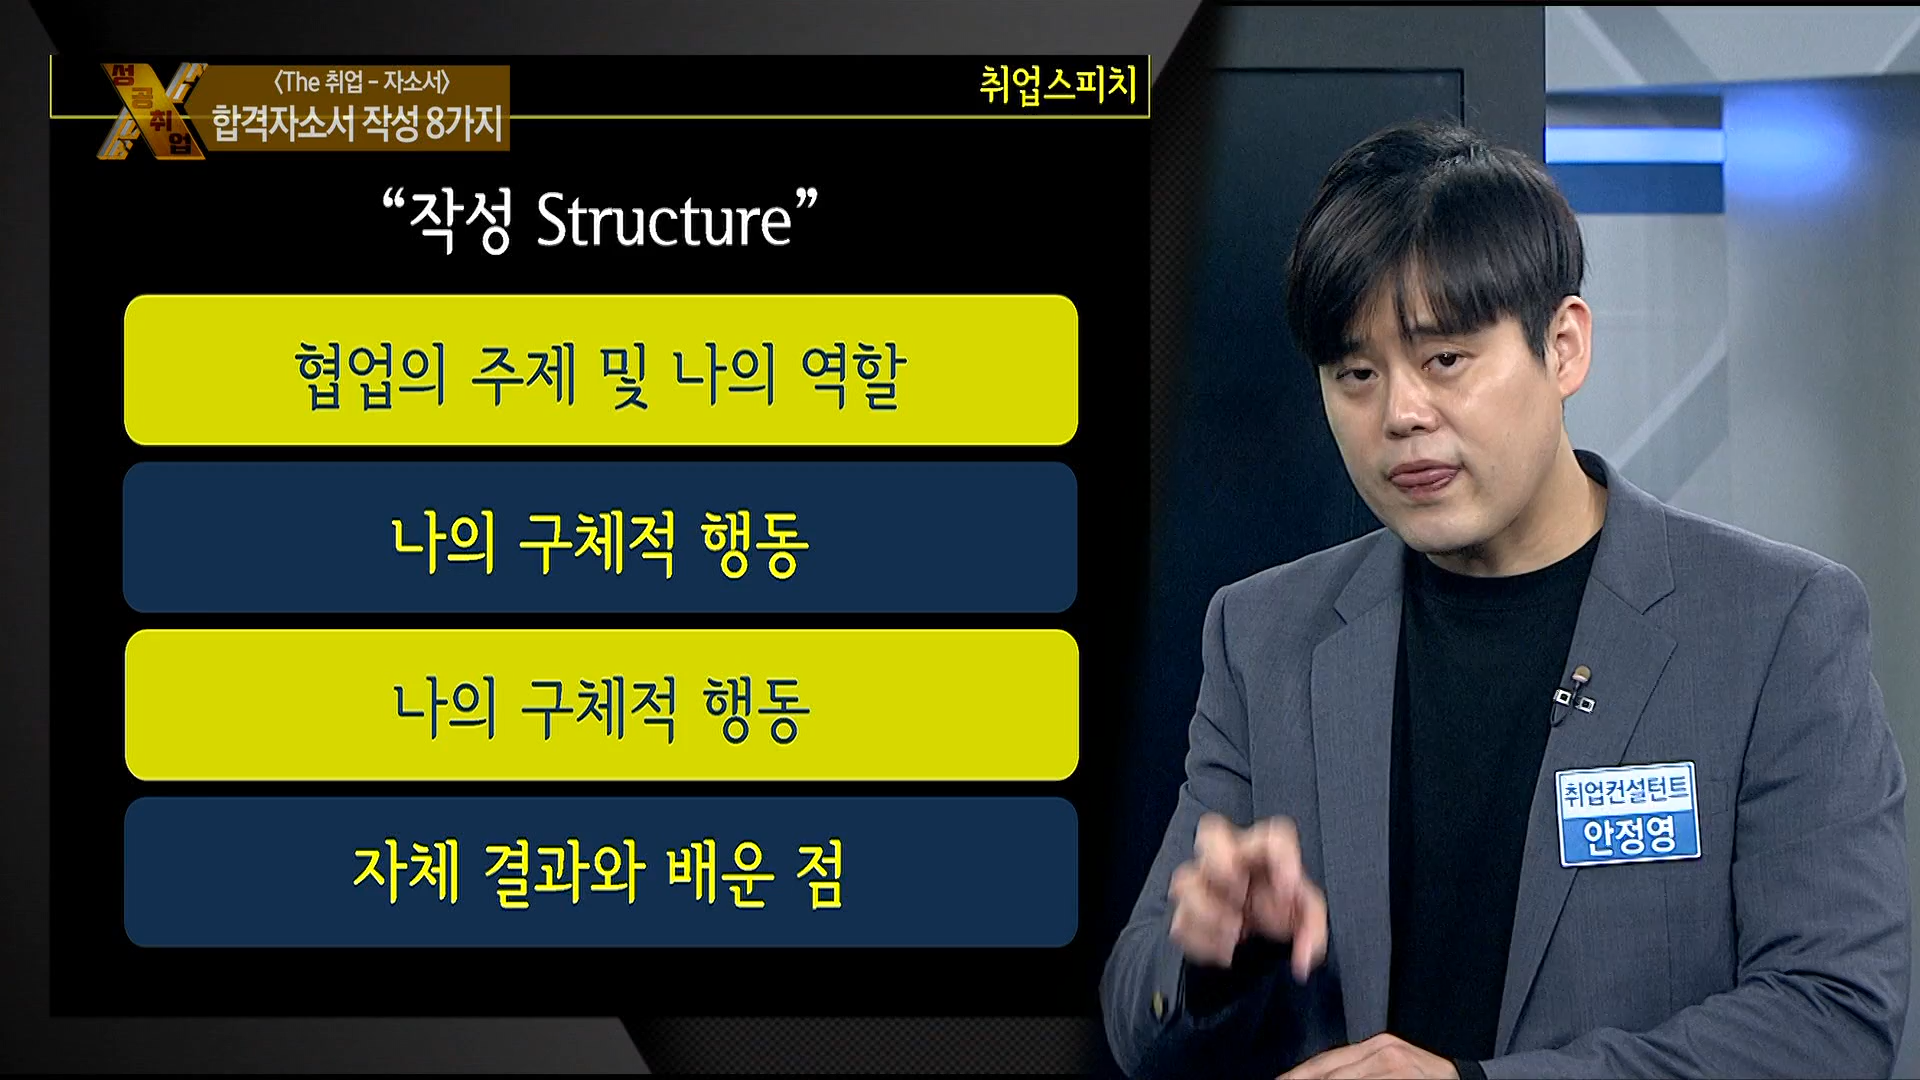 성공취업
<The 취업 - 자소서>
합격자소서 작성 8가지
취업스피치
“작성 Structure”
협업의 주제 및 나의 역할
나의 구체적 행동
나의 구체적 행동
자체 결과와 배운 점
취업컨설턴트
안정영